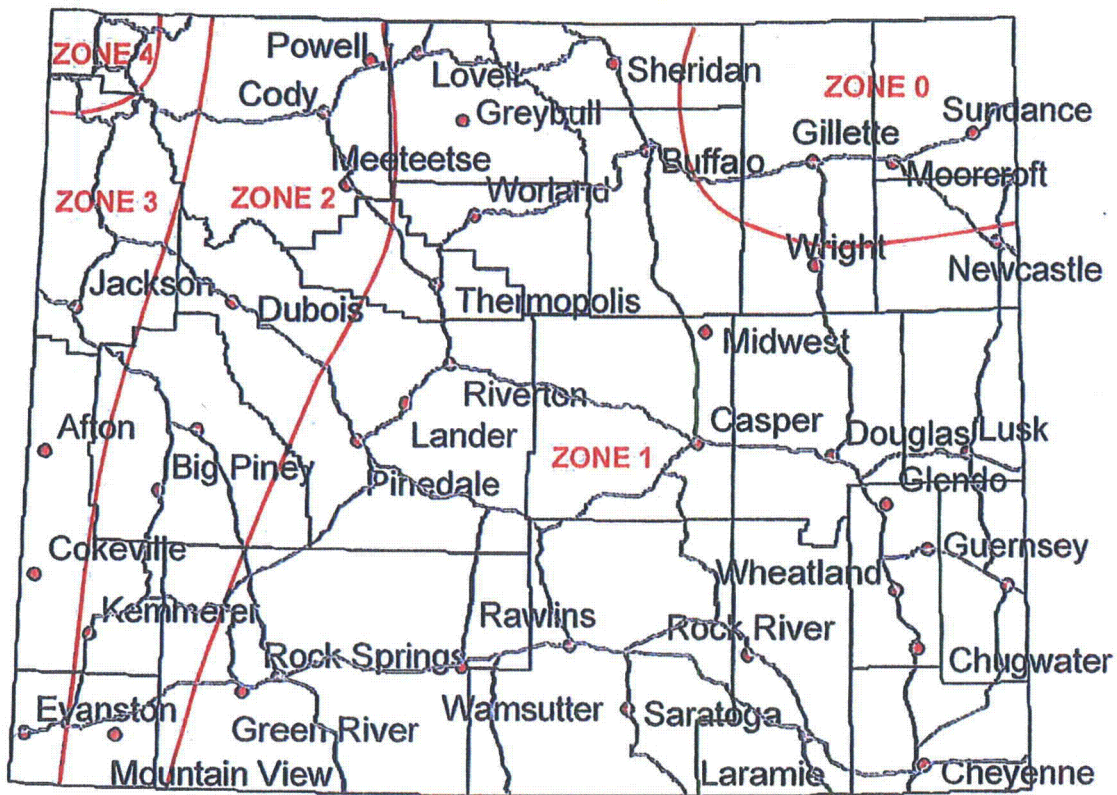 ZONE 4
Powell
Lovell
Sheridan
ZONE 0
Cody
Greybull
Sundance
Gillette
Meeteetse
Buffalo
Moorcroft
ZONE 3
ZONE 2
Worland
Wright
Newcastle
Jackson
Dubois
Thermopolis
Midwest
Riverton
Afton
Lander
Casper
Douglas
Lusk
Big Piney
ZONE 1
Pinedale
Glendo
Cokeville
Guernsey
Wheatland
Kemmerer
Rawlins
Rock River
Rock Springs
Chugwater
Evanston
Green River
Wamsutter
Saratoga
Mountain View
Laramie
Cheyenne